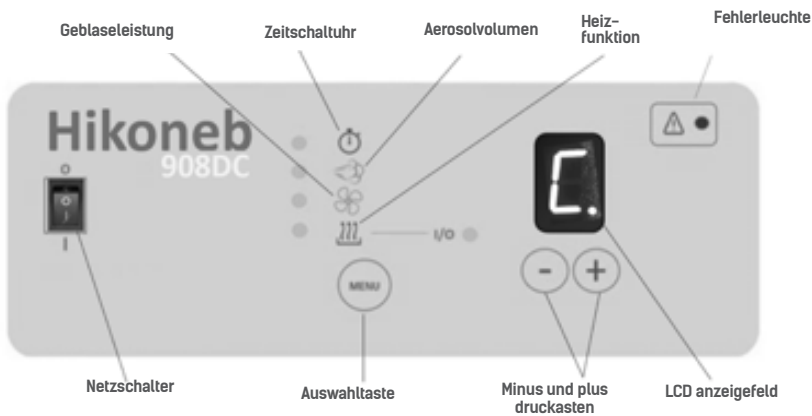 Geblaseleistung
Zeitschaltuhr
Aerosolvolumen
Heiz-
funktion
Fehlerleuchte
Hikoneb
908DC
O
I
I/O
MENU
C.
-
+
Netzschalter
Auswahltaste
Minus und plus
druckasten
LCD anzeigefeld